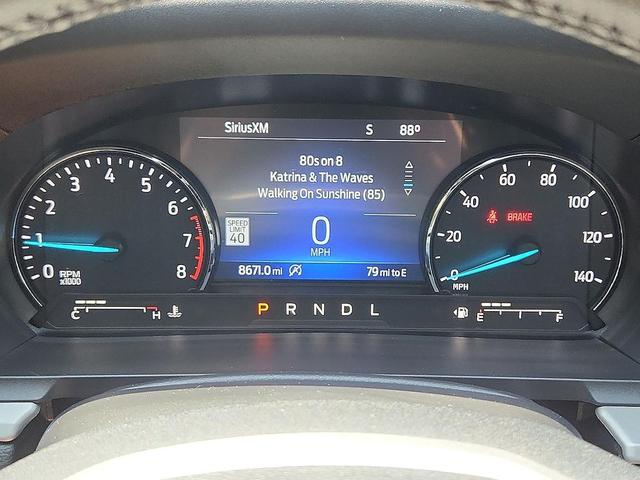 SiriusXM S 88º
80s on 8
Katrina & The Waves
Walking On Sunshine (85)
SPEED
LIMIT
40
0
MPH
8671.0 mi 79 mi to E
0 1 2 3 4 5 6 7 8
RPM
x1000
0 20 40 60 80 100 120 140
MPH
BRAKE
C H
P R N D L
E F